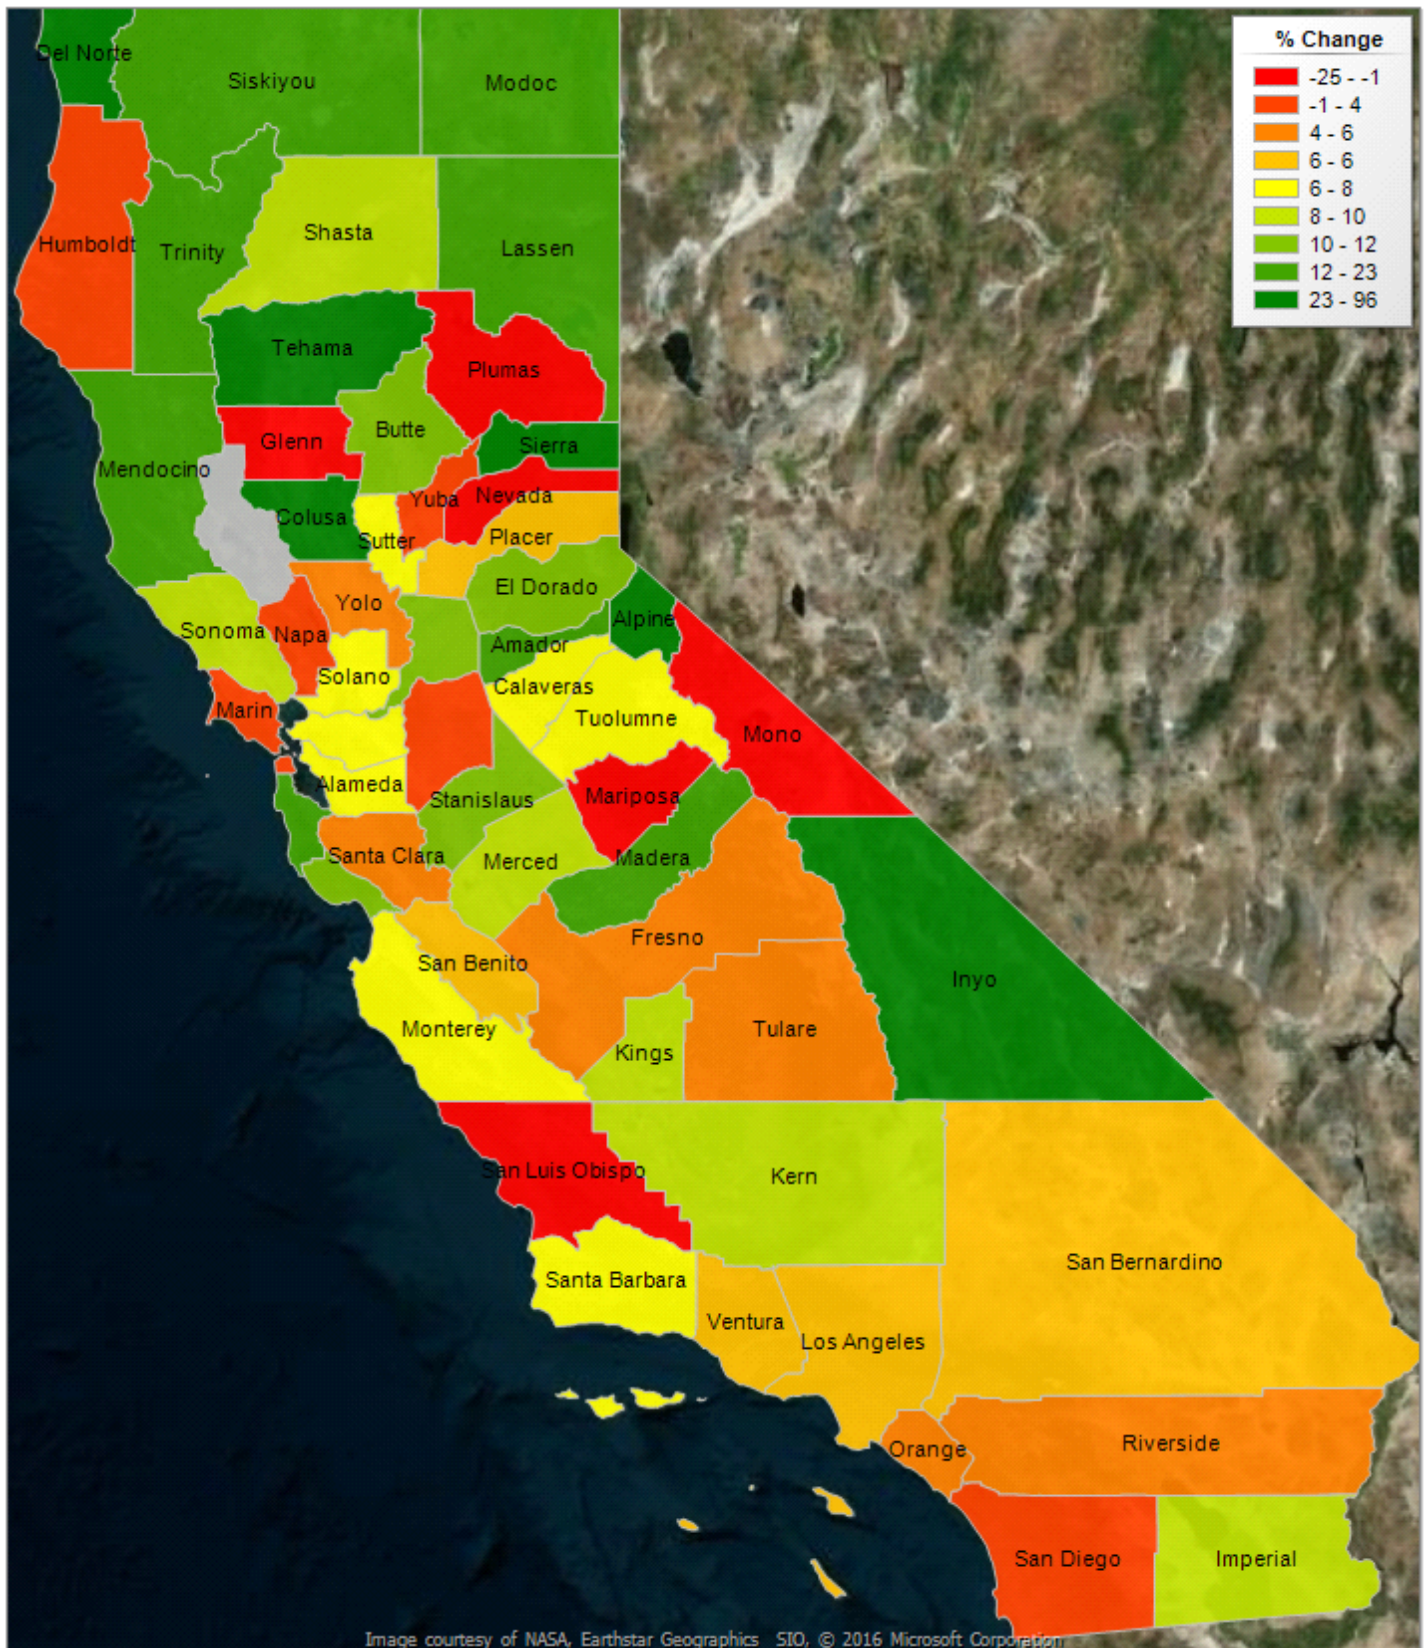 % Change
-25 - -1
-1 - 4
4 - 6
6 - 6
6 - 8
8 - 10
10 - 12
12 - 23
23 - 96
Del Norte
Siskiyou
Modoc
Humboldt
Trinity
Shasta
Lassen
Tehama
Plumas
Glenn
Butte
Sierra
Mendocino
Colusa
Yuba
Nevada
Sutter
Placer
El Dorado
Yolo
Alpine
Sonoma
Napa
Amador
Solano
Calaveras
Marin
Tuolumne
Mono
Alameda
Stanislaus
Mariposa
Santa Clara
Merced
Madera
Fresno
San Benito
Inyo
Monterey
Kings
Tulare
San Luis Obispo
Kern
San Bernardino
Santa Barbara
Ventura
Los Angeles
Orange
Riverside
San Diego
Imperial
Image courtesy of NASA, Earthstar Geographics SIO, © 2016 Microsoft Corporation